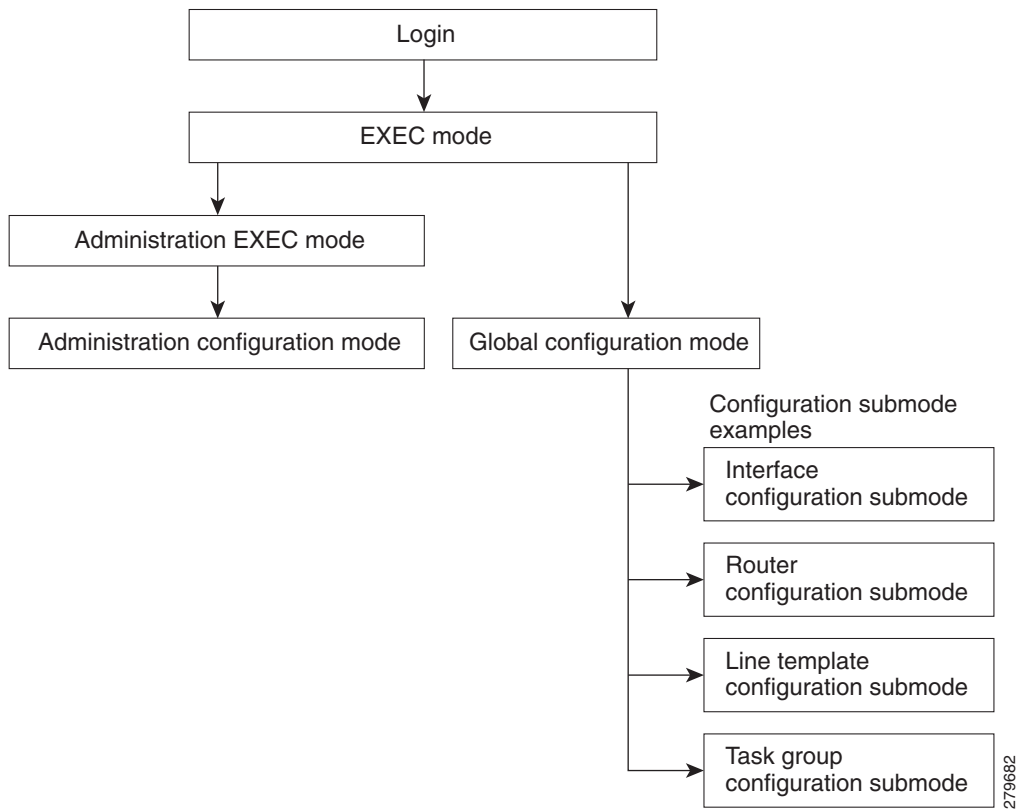 Login
EXEC mode
Administration EXEC mode
Administration configuration mode
Global configuration mode
Configuration submode
examples
Interface
configuration submode
Router
configuration submode
Line template
configuration submode
Task group
configuration submode
279682